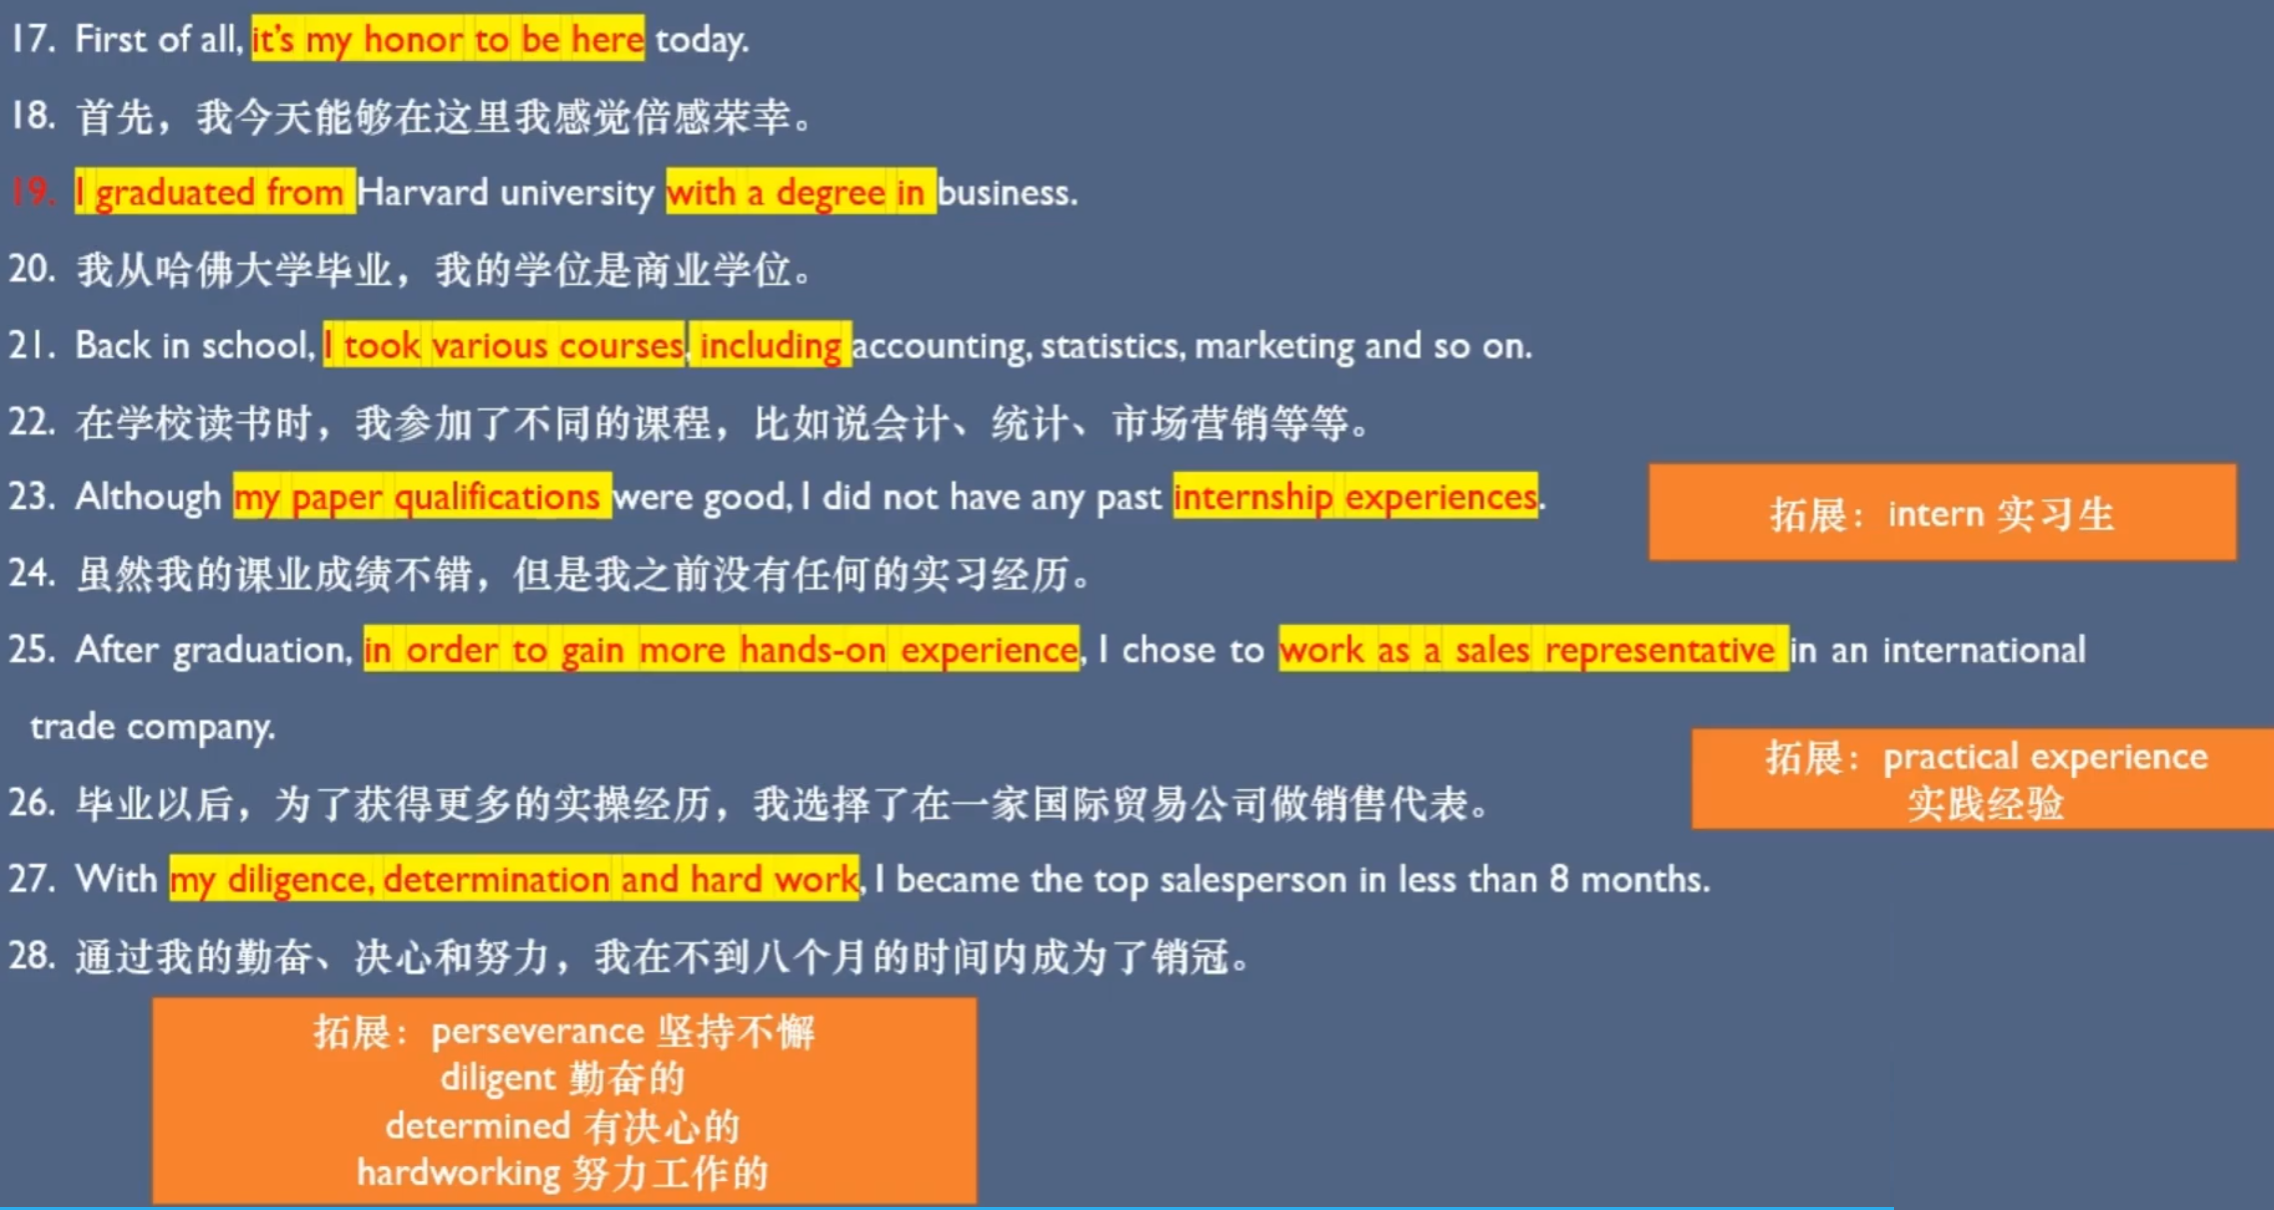 17. First of all, it's my honor to be here today.
18. 首先，我今天能够在这里我感觉倍感荣幸。
19. I graduated from Harvard university with a degree in business.
20. 我从哈佛大学毕业，我的学位是商业学位。
21. Back in school, I took various courses, including accounting, statistics, marketing and so on.
22. 在学校读书时，我参加了不同的课程，比如说会计、统计、市场营销等等。
23. Although my paper qualifications were good, I did not have any past internship experiences.
拓展：intern 实习生
24. 虽然我的课业成绩不错，但是我之前没有任何的实习经历。
25. After graduation, in order to gain more hands-on experience, I chose to work as a sales representative in an international
trade company.
拓展：practical experience
实践经验
26. 毕业以后，为了获得更多的实操经历，我选择了在一家国际贸易公司做销售代表。
27. With my diligence, determination and hard work, I became the top salesperson in less than 8 months.
28. 通过我的勤奋、决心和努力，我在不到八个月的时间内成为了销冠。
拓展：perseverance 坚持不懈
diligent 勤奋的
determined 有决心的
hardworking 努力工作的